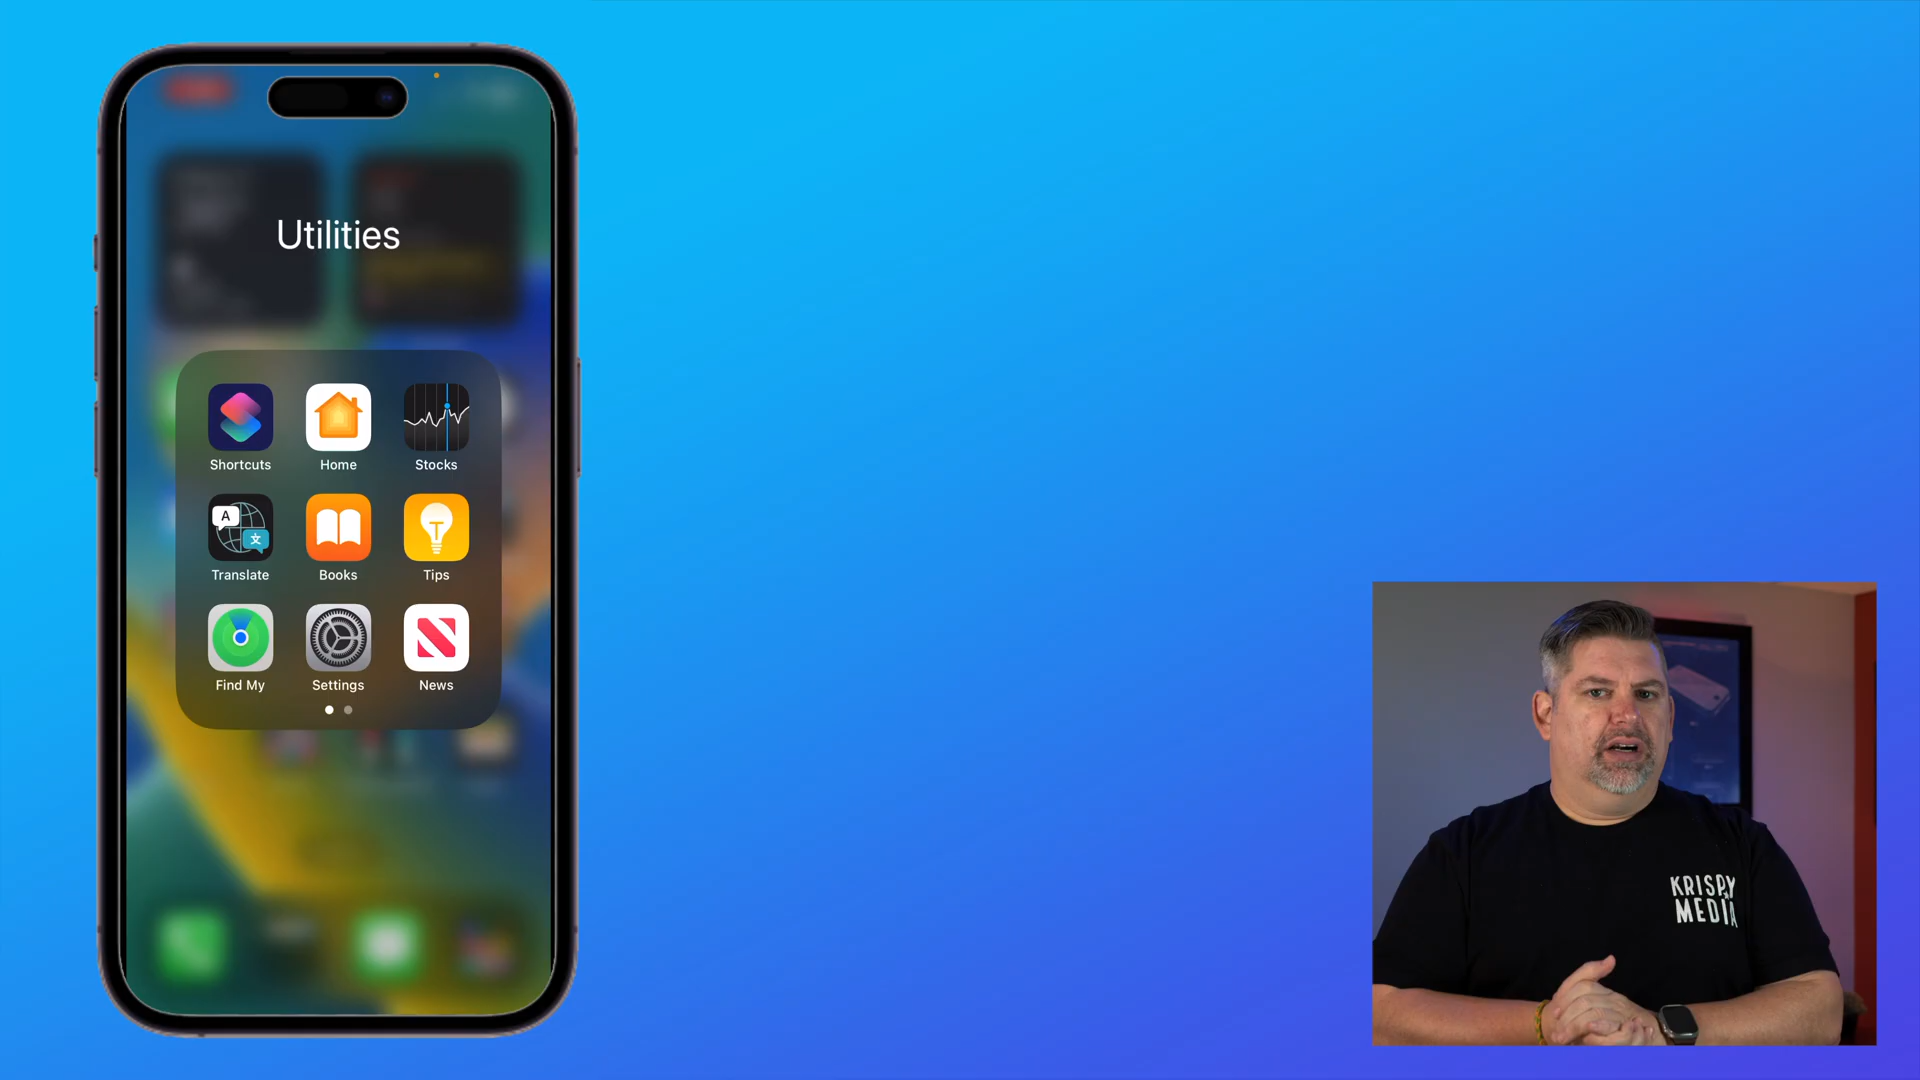 Utilities
Shortcuts
Home
Stocks
A
文
Translate
Books
T
Tips
Find My
Settings
News
KRISPY
MEDIA